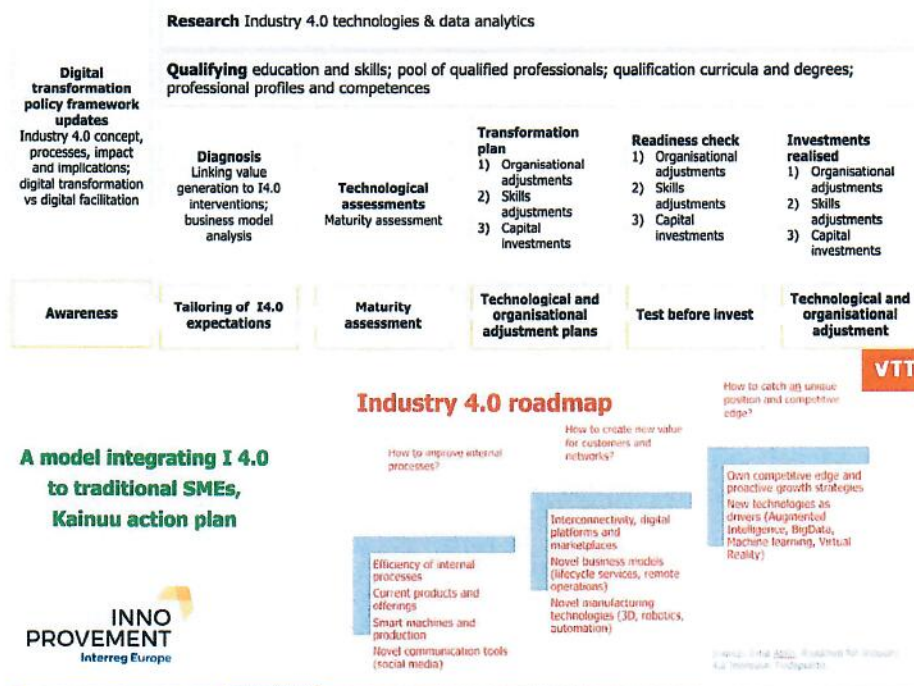 Research Industry 4.0 technologies & data analytics
Qualifying education and skills; pool of qualified professionals; qualification curricula and degrees;
professional profiles and competences
Digital
transformation
policy framework
updates
Industry 4.0 concept,
processes, impact
and implications;
digital transformation
vs digital facilitation
Diagnosis
Linking value
generation to I4.0
interventions;
business model
analysis
Technological
assessments
Maturity assessment
Transformation
plan
1) Organisational
adjustments
2) Skills
adjustments
3) Capital
investments
Readiness check
1) Organisational
adjustments
2) Skills
adjustments
3) Capital
investments
Investments
realised
1) Organisational
adjustments
2) Skills
adjustments
3) Capital
investments
Awareness
Tailoring of I4.0
expectations
Maturity
assessment
Technological and
organisational
adjustment plans
Test before invest
Technological and
organisational
adjustment
VTT
A model integrating I 4.0
to traditional SMEs,
Kainuu action plan
INNO
PROVEMENT
Interreg Europe
Industry 4.0 roadmap
How to improve internal
processes?
Efficiency of internal
processes
Current products and
offerings
Smart machines and
production
Novel communication tools
(social media)
How to create new value
for customers and
networks?
Interconnectivity, digital
platforms and
marketplaces
Novel business models
(lifecycle services, remote
operations)
Novel manufacturing
technologies (3D, robotics,
automation)
How to catch an unique
position and competitive
edge?
Own competitive edge and
proactive growth strategies
New technologies as
drivers (Augmented
Intelligence, BigData,
Machine learning, Virtual
Reality)